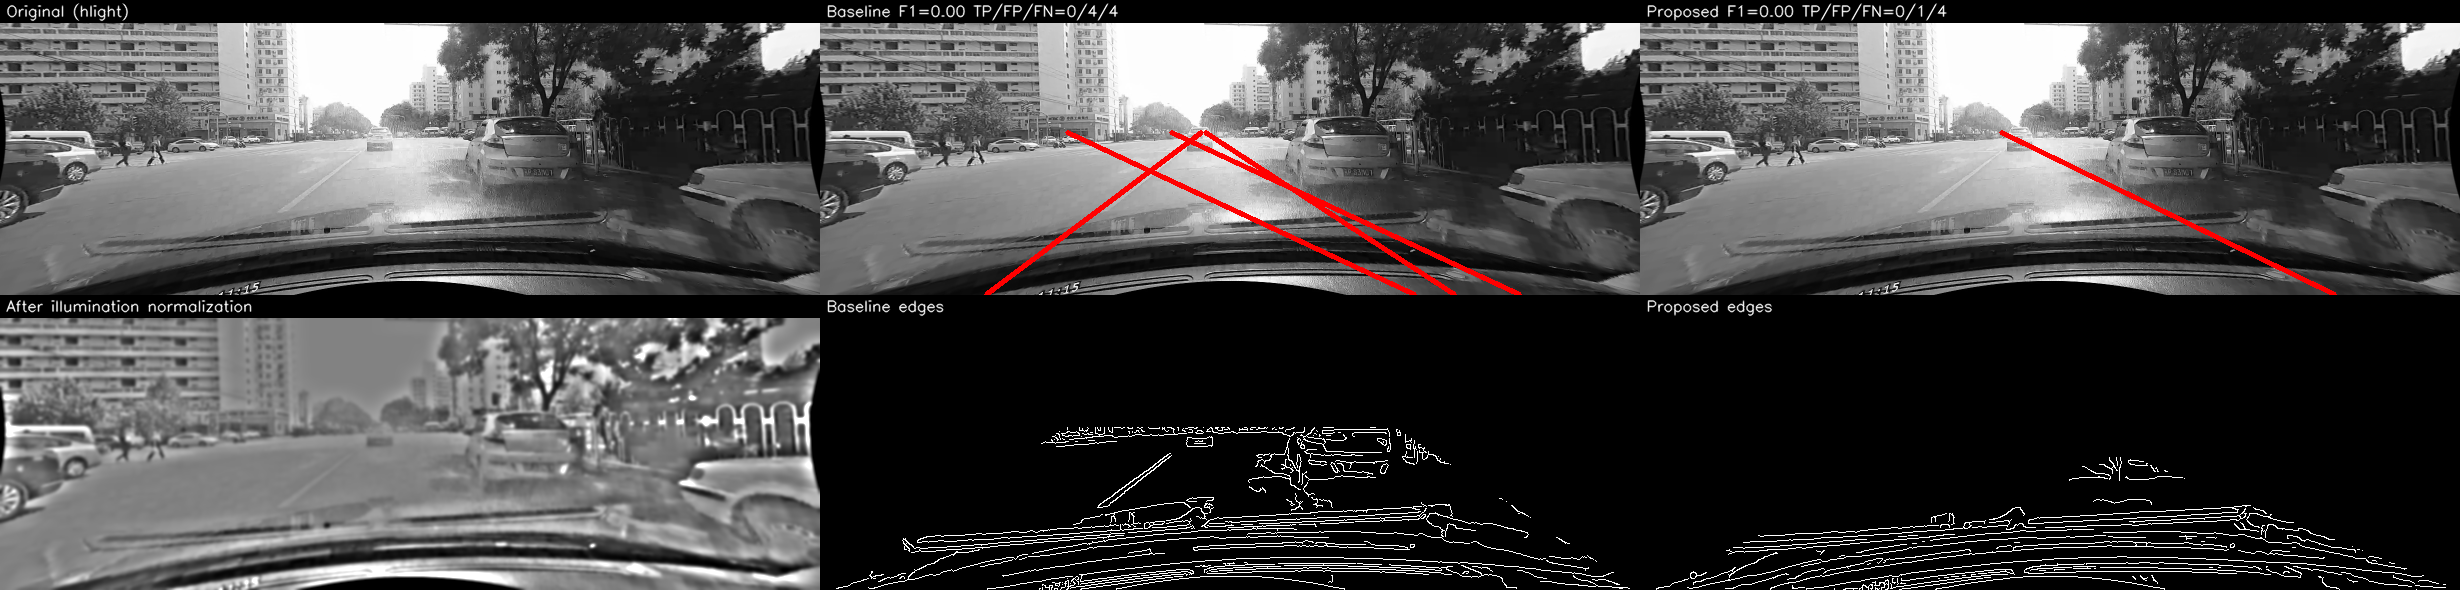 Original (hlight)
Baseline F1=0.00 TP/FP/FN=0/4/4
Proposed F1=0.00 TP/FP/FN=0/1/4
After illumination normalization
Baseline edges
Proposed edges